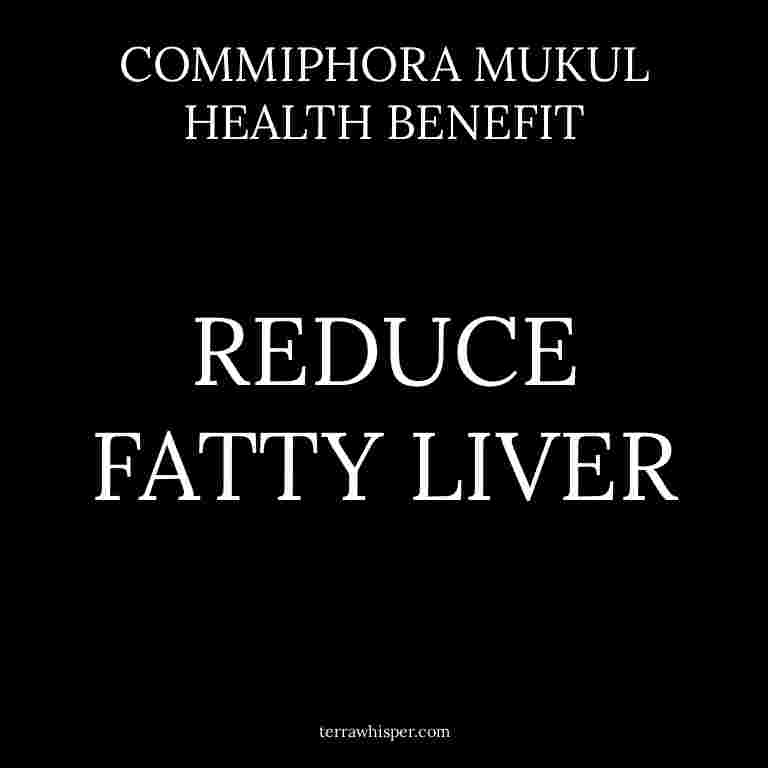 COMMIPHORA MUKUL
HEALTH BENEFIT
REDUCE
FATTY LIVER
terrawhisper.com